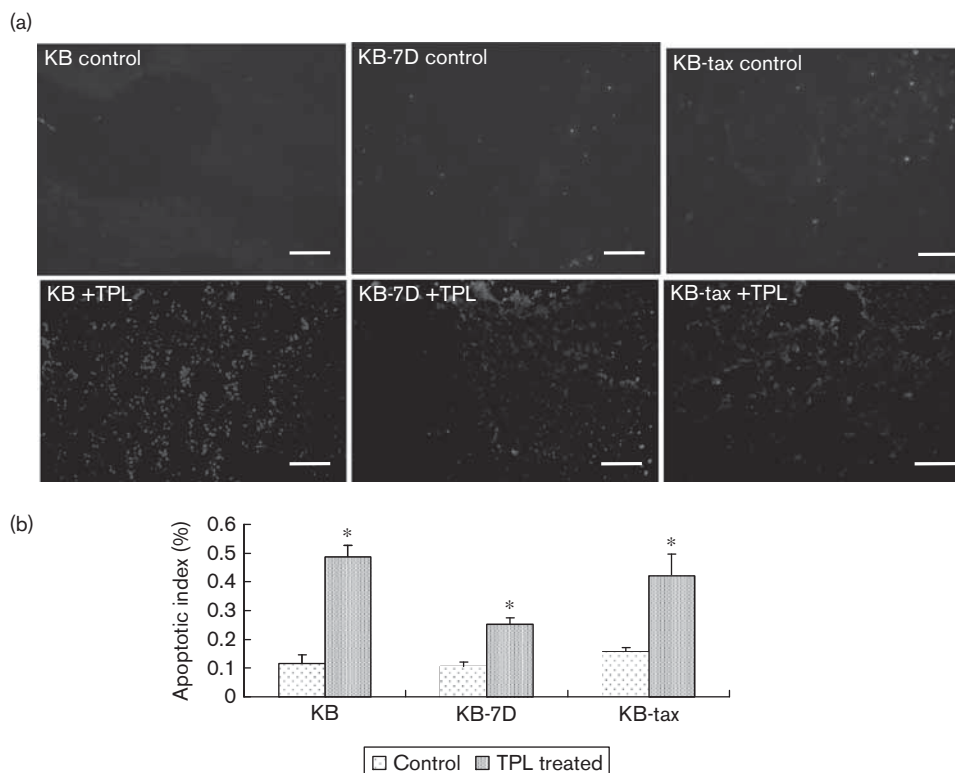 (a)
KB control
KB-7D control
KB-tax control
KB +TPL
KB-7D +TPL
KB-tax +TPL
(b)
Apoptotic index (%)
0.6
0.5
0.4
0.3
0.2
0.1
0
*
*
*
KB
KB-7D
KB-tax
Control
TPL treated